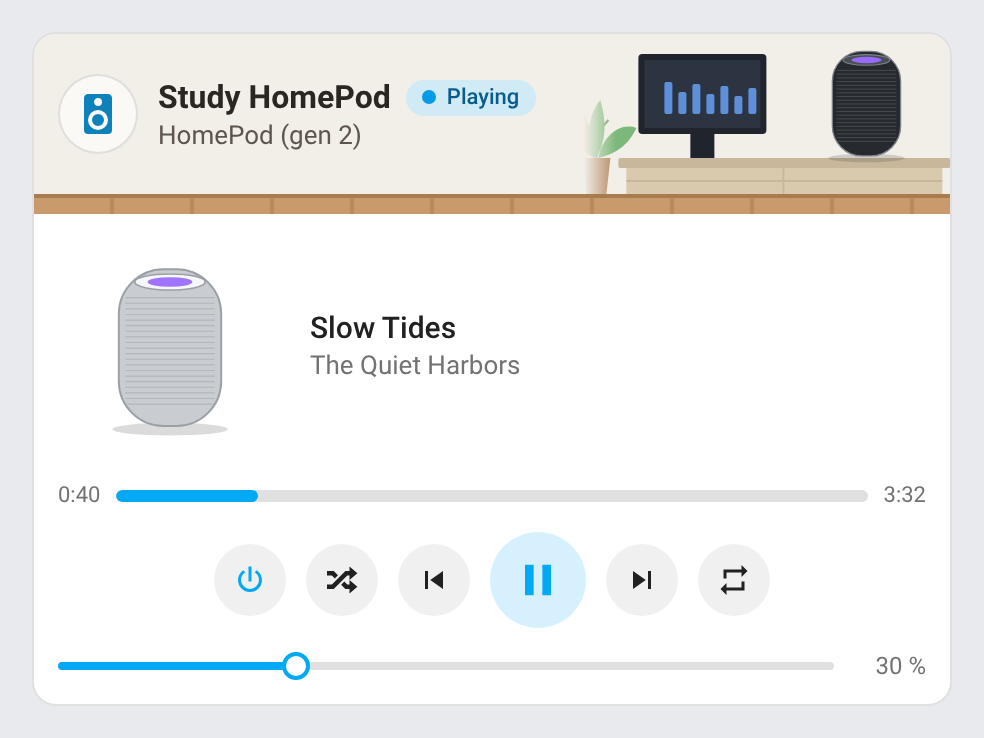 Study HomePod
Playing
HomePod (gen 2)
Slow Tides
The Quiet Harbors
0:40
3:32
30 %